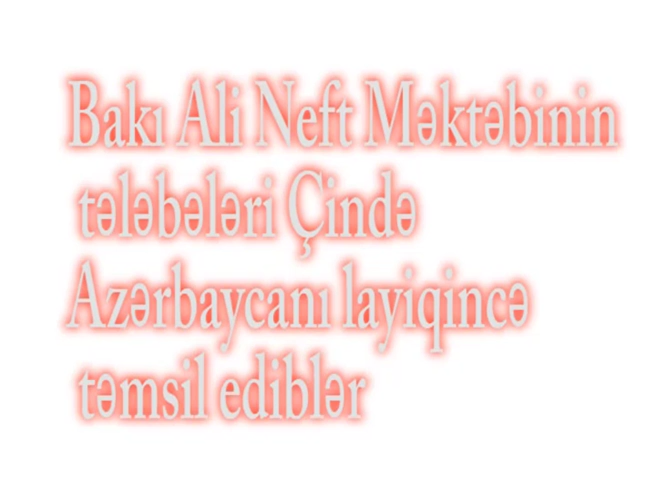 Bakı Ali Neft Məktəbinin
tələbələri Çində
Azərbaycanı layiqincə
təmsil ediblər